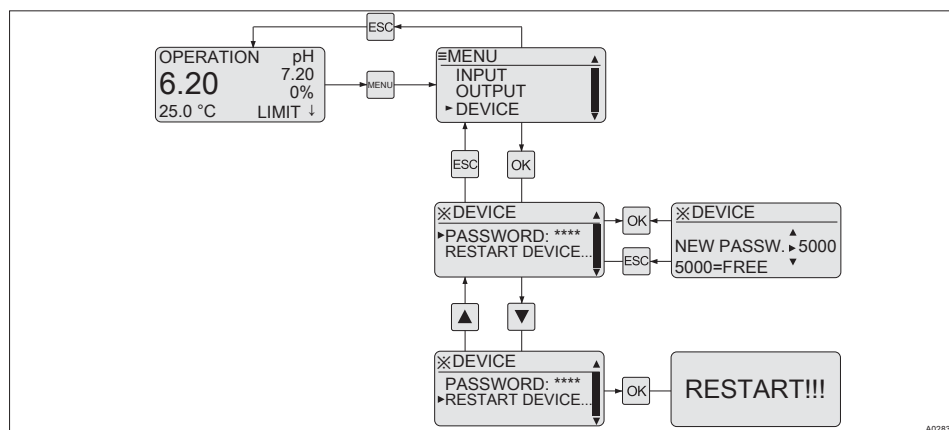 ESC
OPERATION pH
6.20 7.20
0%
25.0 °C LIMIT ↓
MENU
≡MENU
INPUT
OUTPUT
►DEVICE
ESC
OK
※DEVICE
►PASSWORD: ****
RESTART DEVICE...
OK
ESC
※DEVICE
NEW PASSW. ►5000
5000=FREE
▲
▼
※DEVICE
PASSWORD: ****
►RESTART DEVICE...
OK
RESTART!!!
A0283